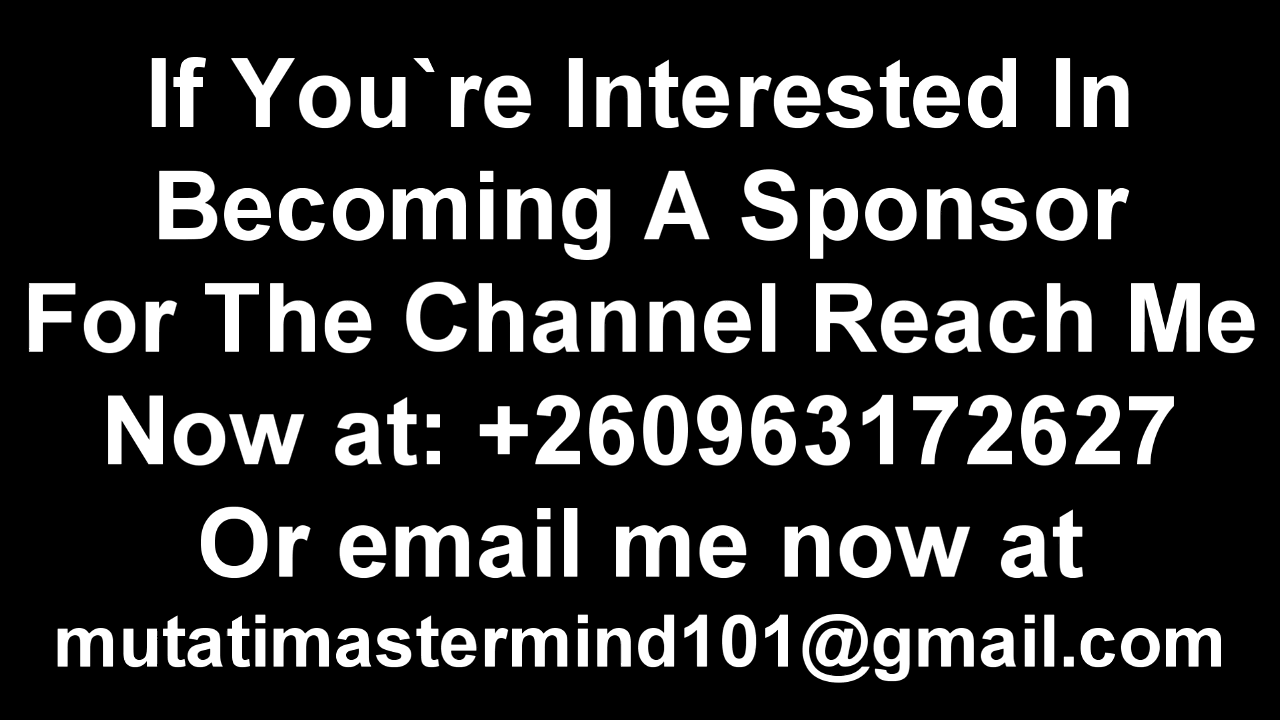 If You`re Interested In
Becoming A Sponsor
For The Channel Reach Me
Now at: +260963172627
Or email me now at
mutatimastermind101@gmail.com